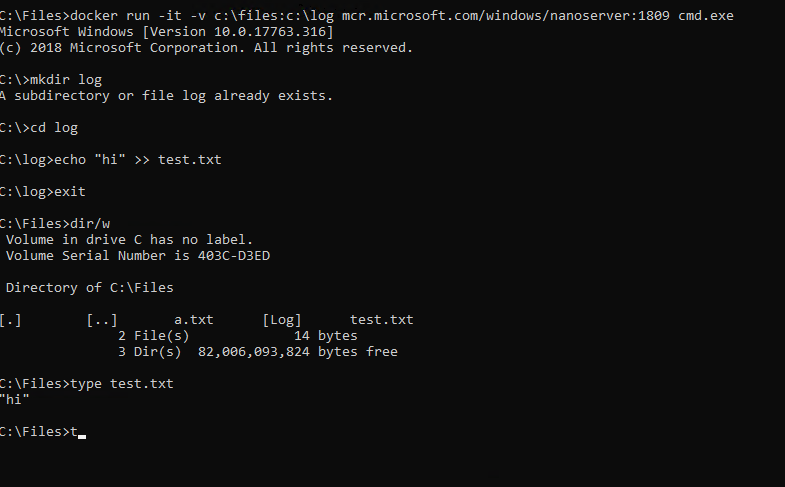 C:\Files>docker run -it -v c:\files:c:\log mcr.microsoft.com/windows/nanoserver:1809 cmd.exe
Microsoft Windows [Version 10.0.17763.316]
(c) 2018 Microsoft Corporation. All rights reserved.
C:\>mkdir log
A subdirectory or file log already exists.
C:\>cd log
C:\log>echo "hi" >> test.txt
C:\log>exit
C:\Files>dir/w
Volume in drive C has no label.
Volume Serial Number is 403C-D3ED
Directory of C:\Files
[.] [..] a.txt [Log] test.txt
2 File(s) 14 bytes
3 Dir(s) 82,006,093,824 bytes free
C:\Files>type test.txt
"hi"
C:\Files>t